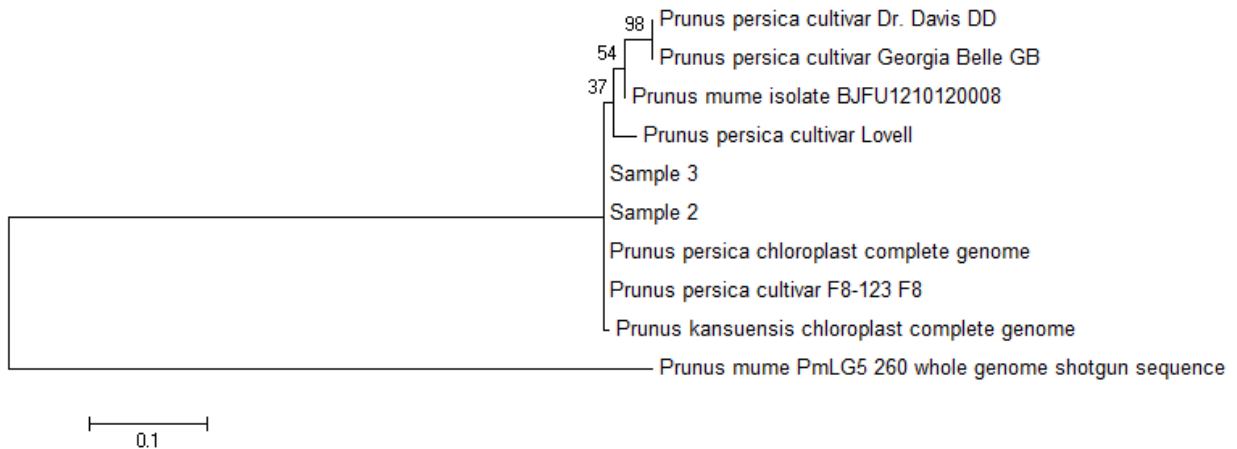 98
Prunus persica cultivar Dr. Davis DD
54
Prunus persica cultivar Georgia Belle GB
37
Prunus mume isolate BJFU1210120008
Prunus persica cultivar Lovell
Sample 3
Sample 2
Prunus persica chloroplast complete genome
Prunus persica cultivar F8-123 F8
Prunus kansuensis chloroplast complete genome
Prunus mume PmLG5 260 whole genome shotgun sequence
0.1